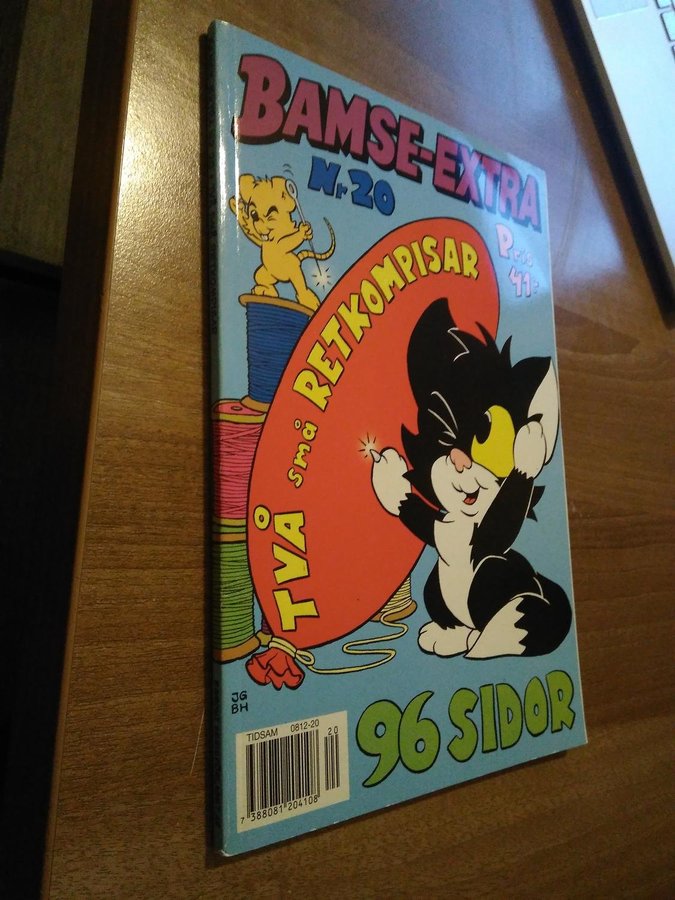 BAMSE-EXTRA
Nr 20
Pris
41:-
TVÅ små RETKOMPISAR
JG
BH
96 SIDOR
TIDSAM 0812-20
20
7 388081 204108